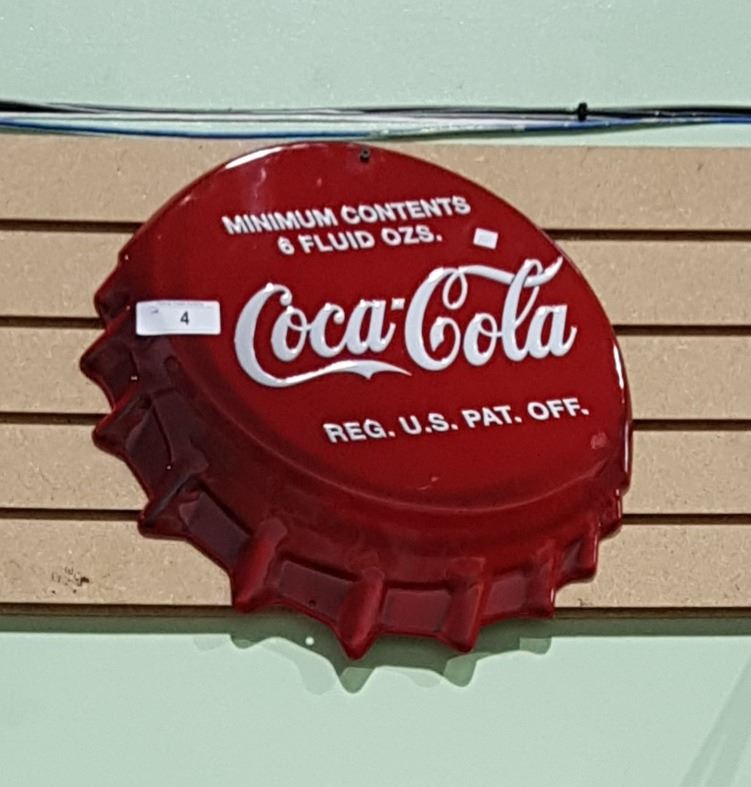 MINIMUM CONTENTS
6 FLUID OZS.
Coca-Cola
4
REG. U.S. PAT. OFF.